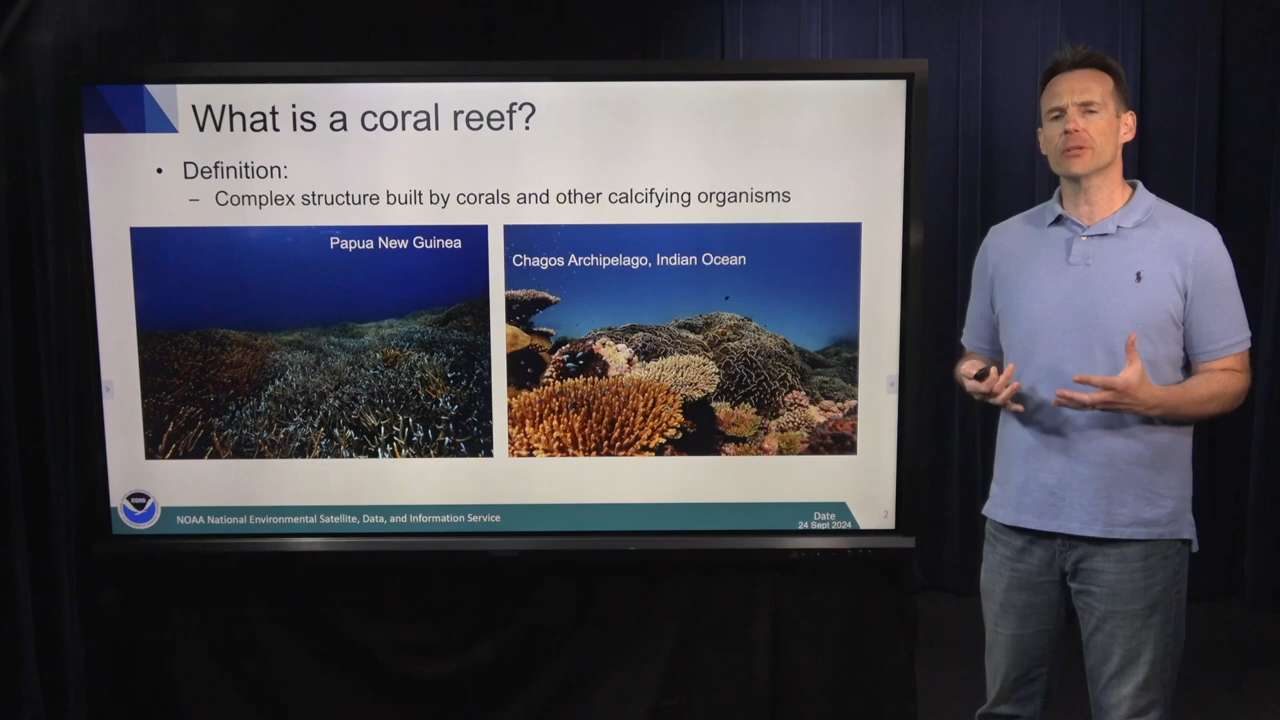 What is a coral reef?
• Definition:
– Complex structure built by corals and other calcifying organisms
Papua New Guinea
Chagos Archipelago, Indian Ocean
NOAA
NOAA National Environmental Satellite, Data, and Information Service
Date
24 Sept 2024
2